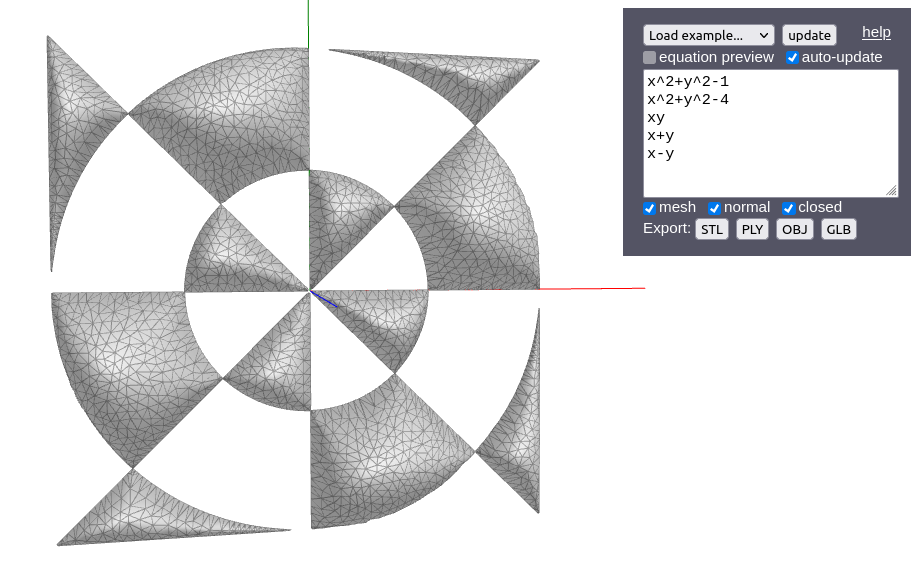 Load example... update help
equation preview auto-update
x^2+y^2-1
x^2+y^2-4
xy
x+y
x-y
mesh normal closed
Export: STL PLY OBJ GLB